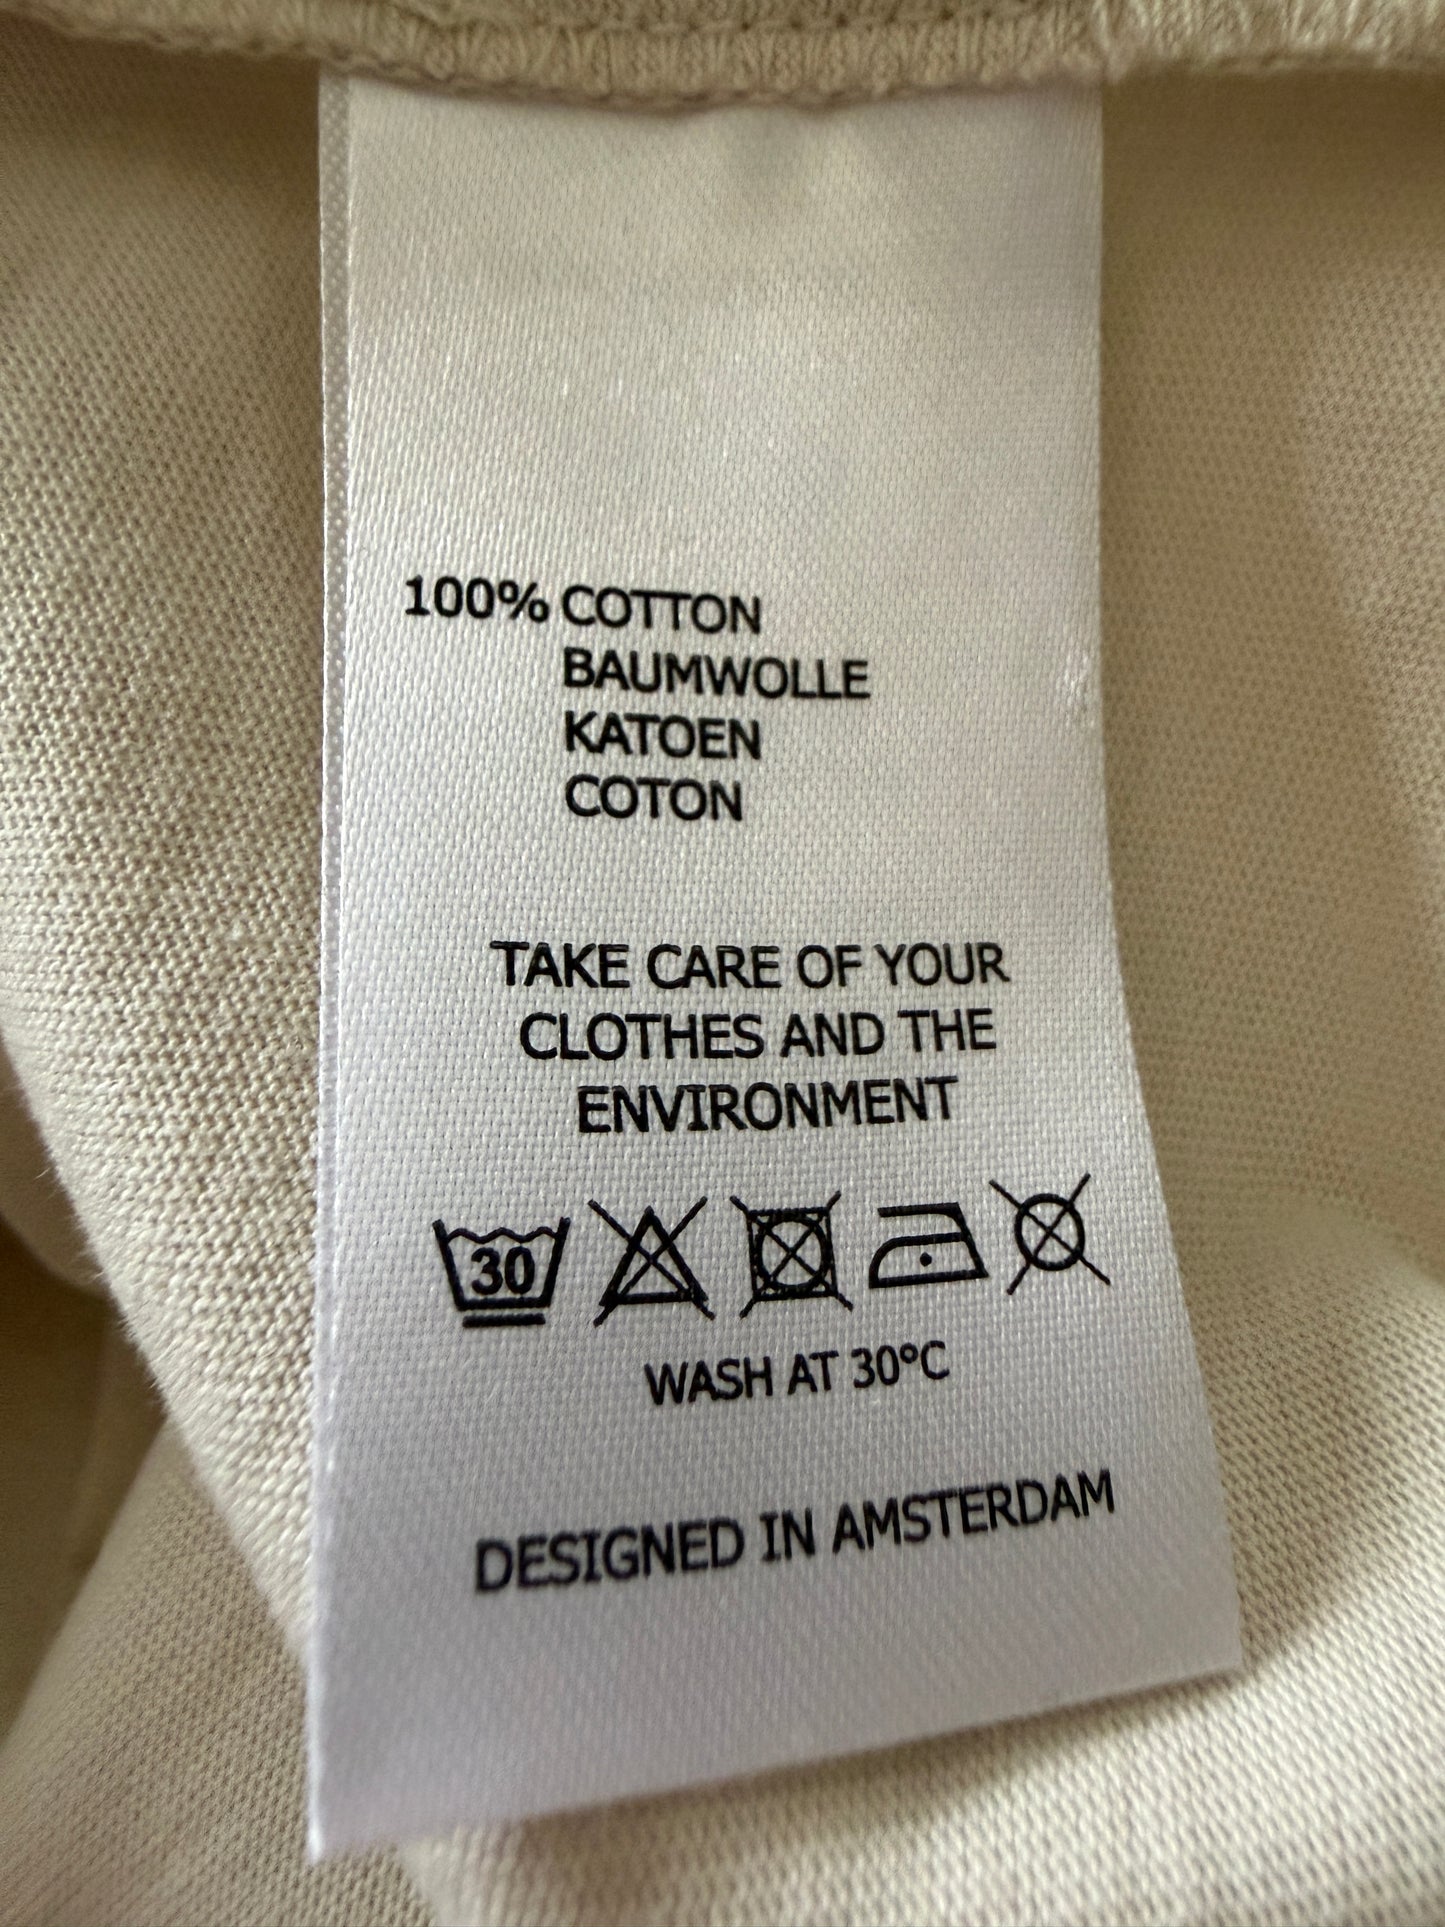 100% COTTON
BAUMWOLLE
KATOEN
COTON
TAKE CARE OF YOUR
CLOTHES AND THE
ENVIRONMENT
30
WASH AT 30°C
DESIGNED IN AMSTERDAM